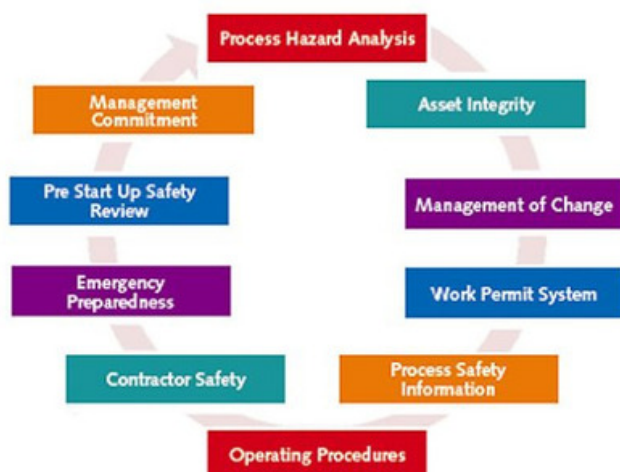 Process Hazard Analysis
Asset Integrity
Management of Change
Work Permit System
Process Safety
Information
Operating Procedures
Contractor Safety
Emergency
Preparedness
Pre Start Up Safety
Review
Management
Commitment